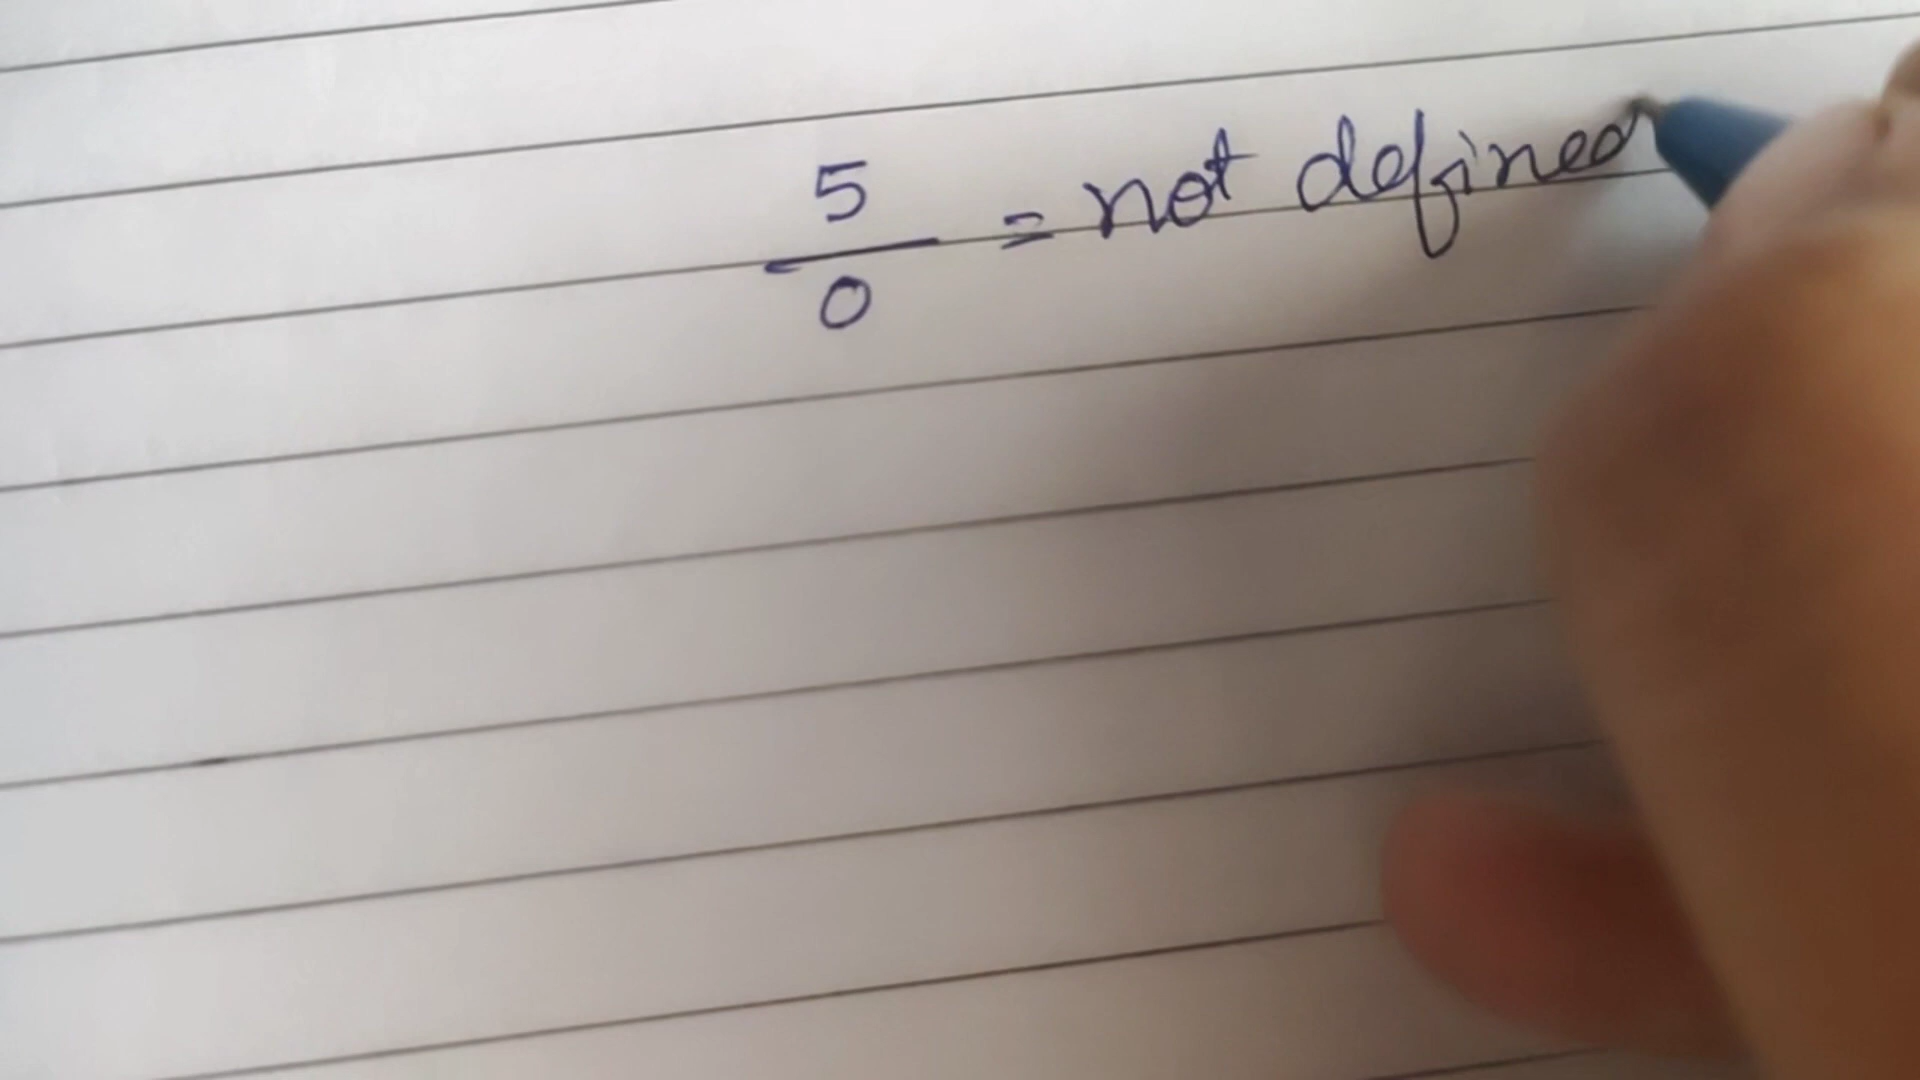 5/0 = not defined